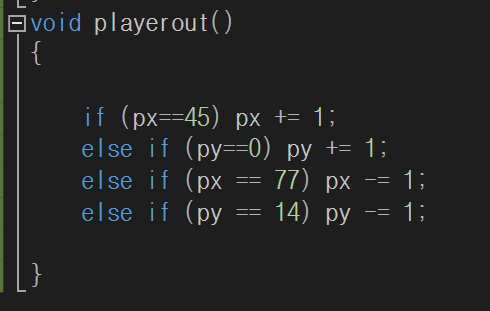 void playerout()
{
if (px==45) px += 1;
else if (py==0) py += 1;
else if (px == 77) px -= 1;
else if (py == 14) py -= 1;
}